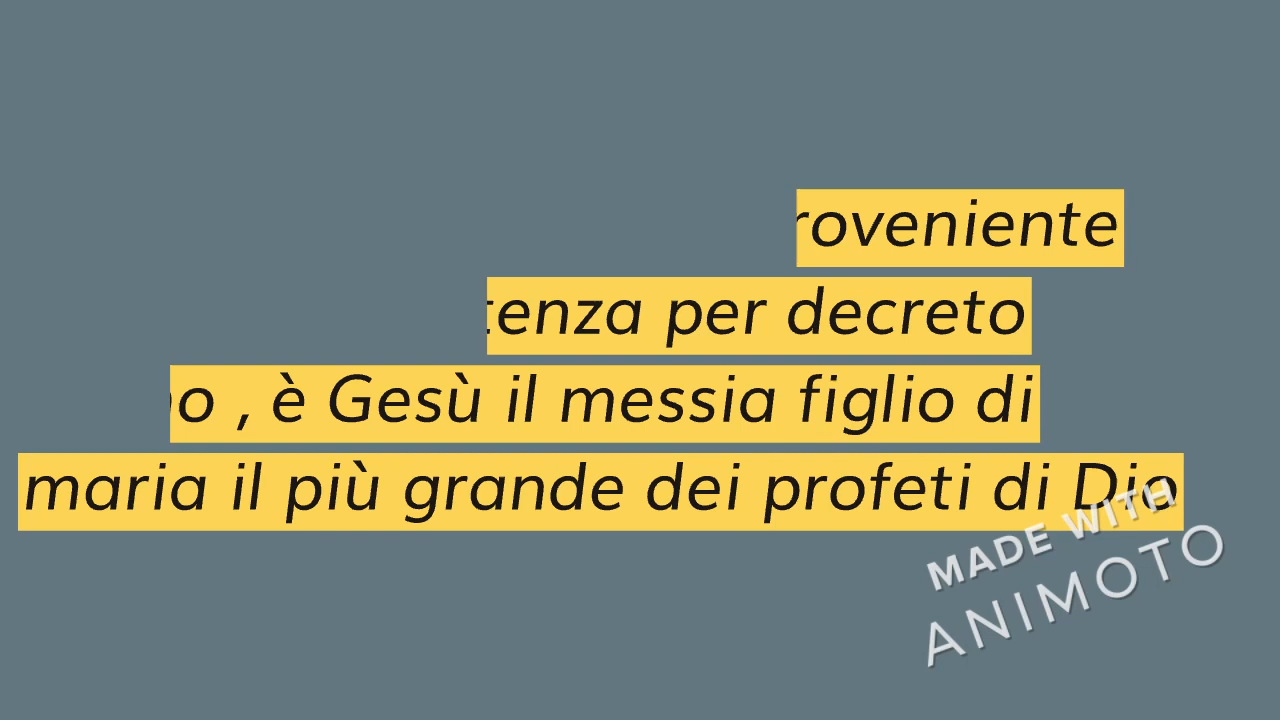 roveniente
tenza per decreto
o , è Gesù il messia figlio di
maria il più grande dei profeti di Dio
MADE WITH
ANIMOTO